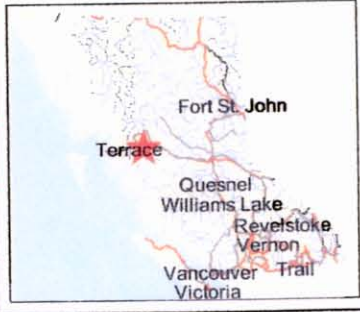 Fort St. John
Terrace
Quesnel
Williams Lake
Revelstoke
Vernon
Vancouver Trail
Victoria